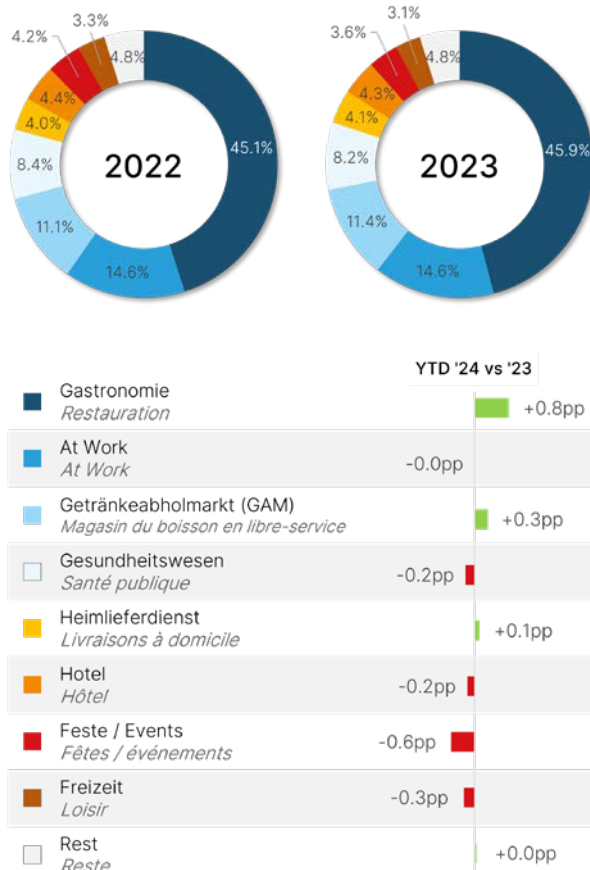 3.3%
4.2%
4.8%
4.4%
4.0%
45.1%
8.4%
2022
11.1%
14.6%
3.1%
3.6%
4.8%
4.3%
4.1%
45.9%
8.2%
2023
11.4%
14.6%
YTD '24 vs '23
Gastronomie
Restauration
+0.8pp
At Work
At Work
-0.0pp
Getränkeabholmarkt (GAM)
Magasin du boisson en libre-service
+0.3pp
Gesundheitswesen
Santé publique
-0.2pp
Heimlieferdienst
Livraisons à domicile
+0.1pp
Hotel
Hôtel
-0.2pp
Feste / Events
Fêtes / événements
-0.6pp
Freizeit
Loisir
-0.3pp
Rest
Reste
+0.0pp